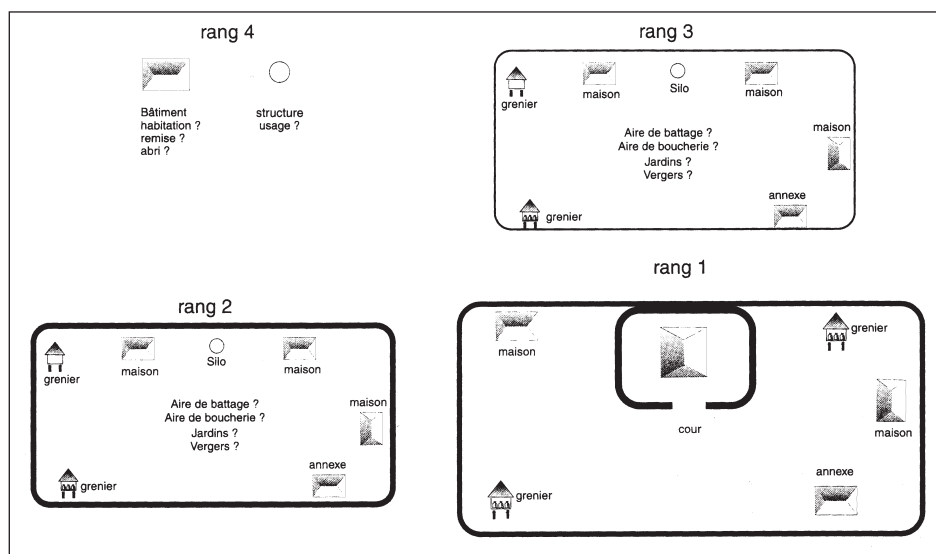 rang 4
Bâtiment
habitation ?
remise ?
abri ?
structure
usage ?
rang 3
grenier
maison
Silo
maison
Aire de battage ?
Aire de boucherie ?
Jardins ?
Vergers ?
maison
annexe
grenier
rang 2
grenier
maison
Silo
maison
Aire de battage ?
Aire de boucherie ?
Jardins ?
Vergers ?
maison
annexe
grenier
rang 1
maison
grenier
maison
cour
annexe
grenier